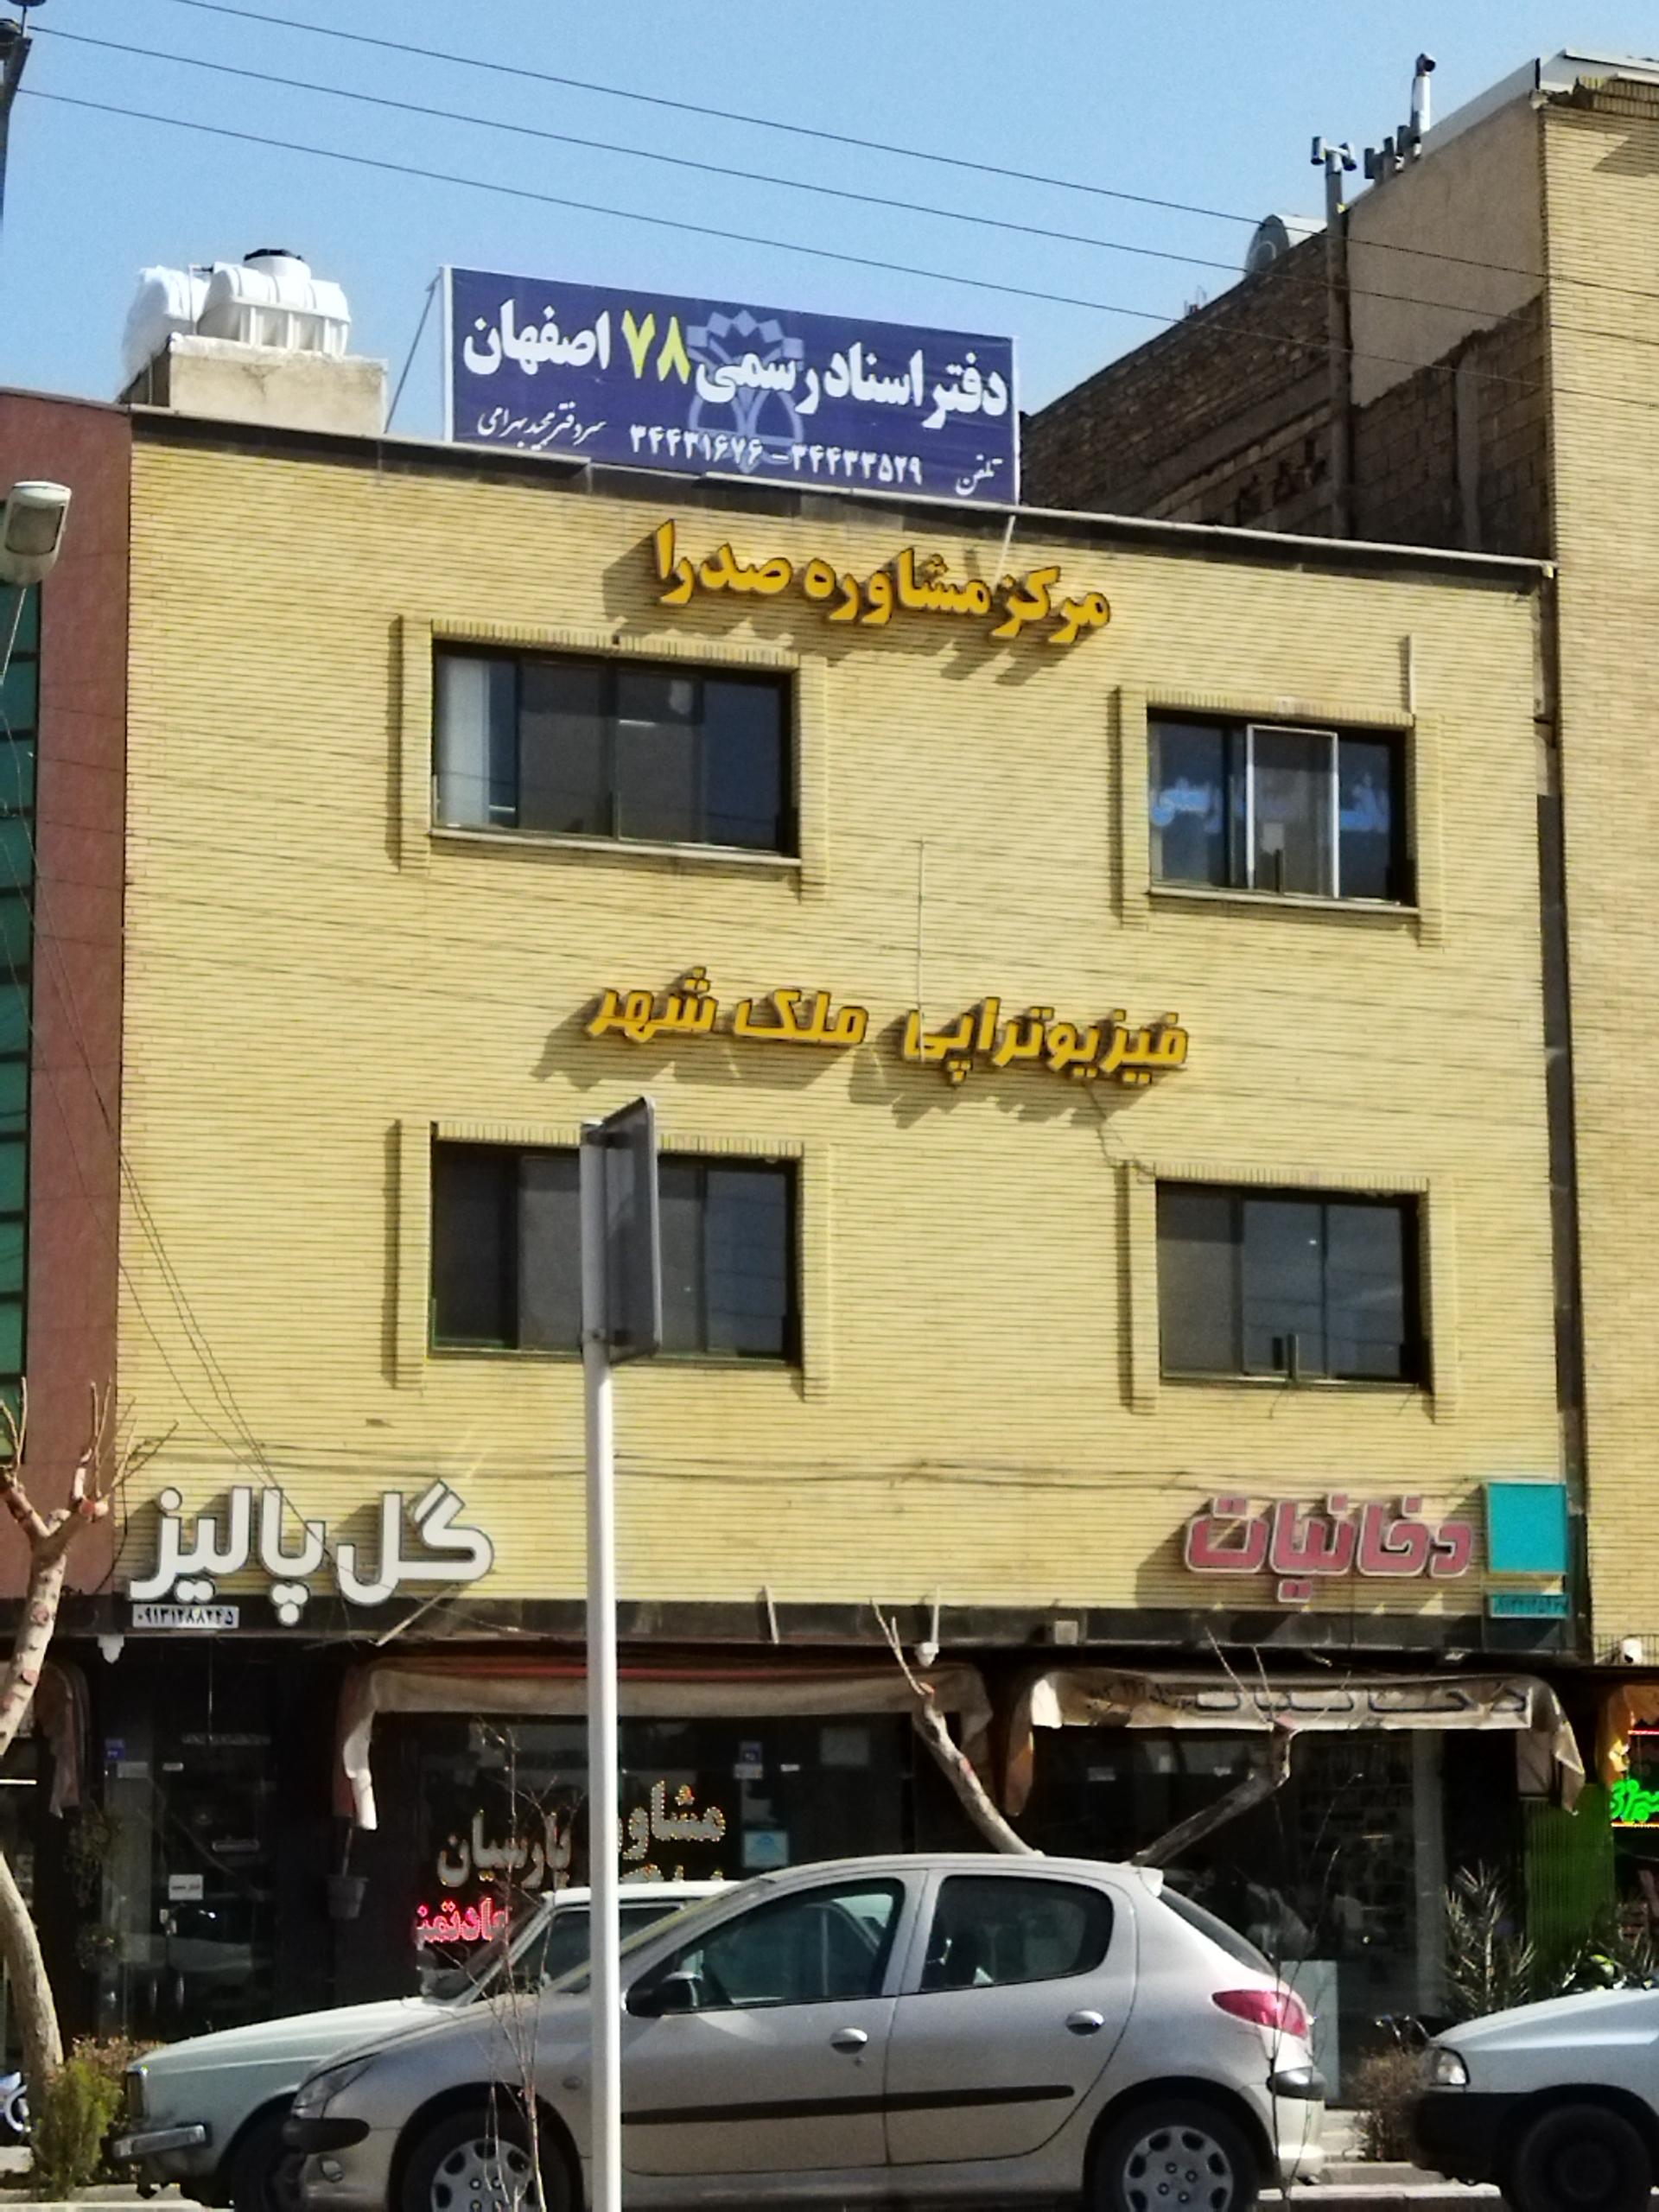 دفتر اسناد رسمی ۷۸ اصفهان
تلفن ۳۴۴۳۳۵۲۹ - ۳۴۴۳۱۶۷۶ سردفتر مجید بهرامی
مرکز مشاوره صدرا
فیزیوتراپی ملک شهر
گل پالیز
دخانیات
مشاور
پارسیان